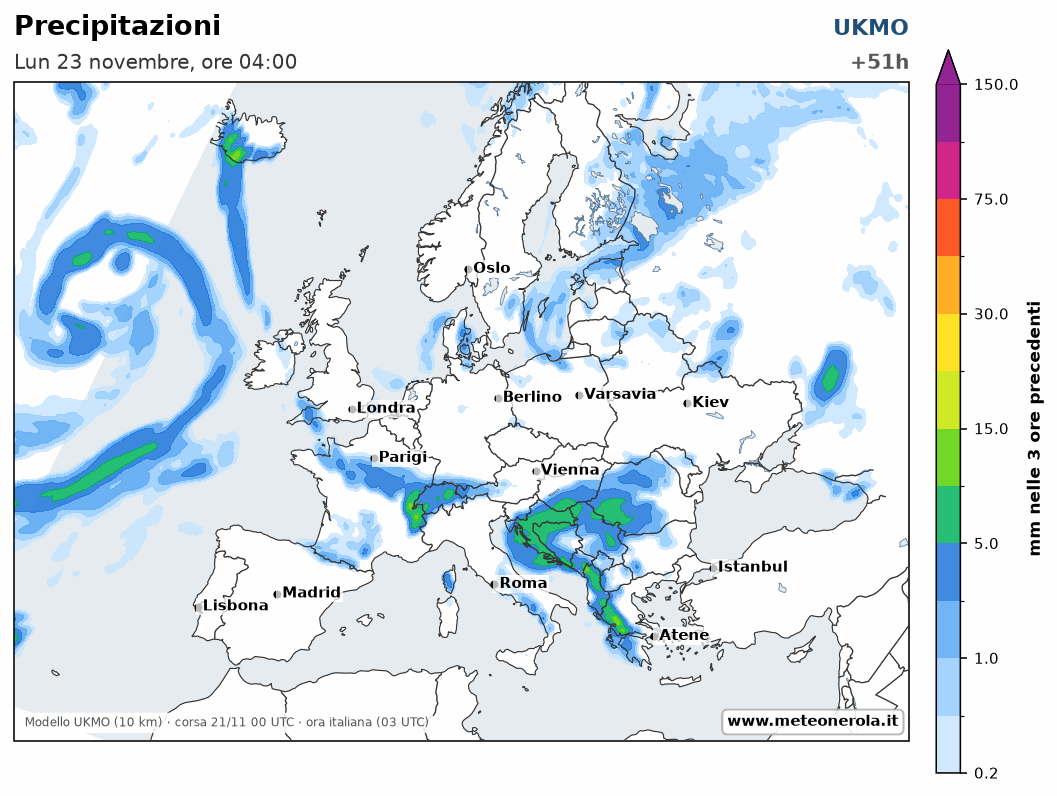 Precipitazioni
UKMO
Lun 23 novembre, ore 04:00
+51h
150.0
75.0
30.0
15.0
5.0
1.0
0.2
mm nelle 3 ore precedenti
Oslo
Berlino
Varsavia
Kiev
Londra
Parigi
Vienna
Istanbul
Roma
Madrid
Lisbona
Atene
Modello UKMO (10 km) · corsa 21/11 00 UTC · ora italiana (03 UTC)
www.meteonerola.it